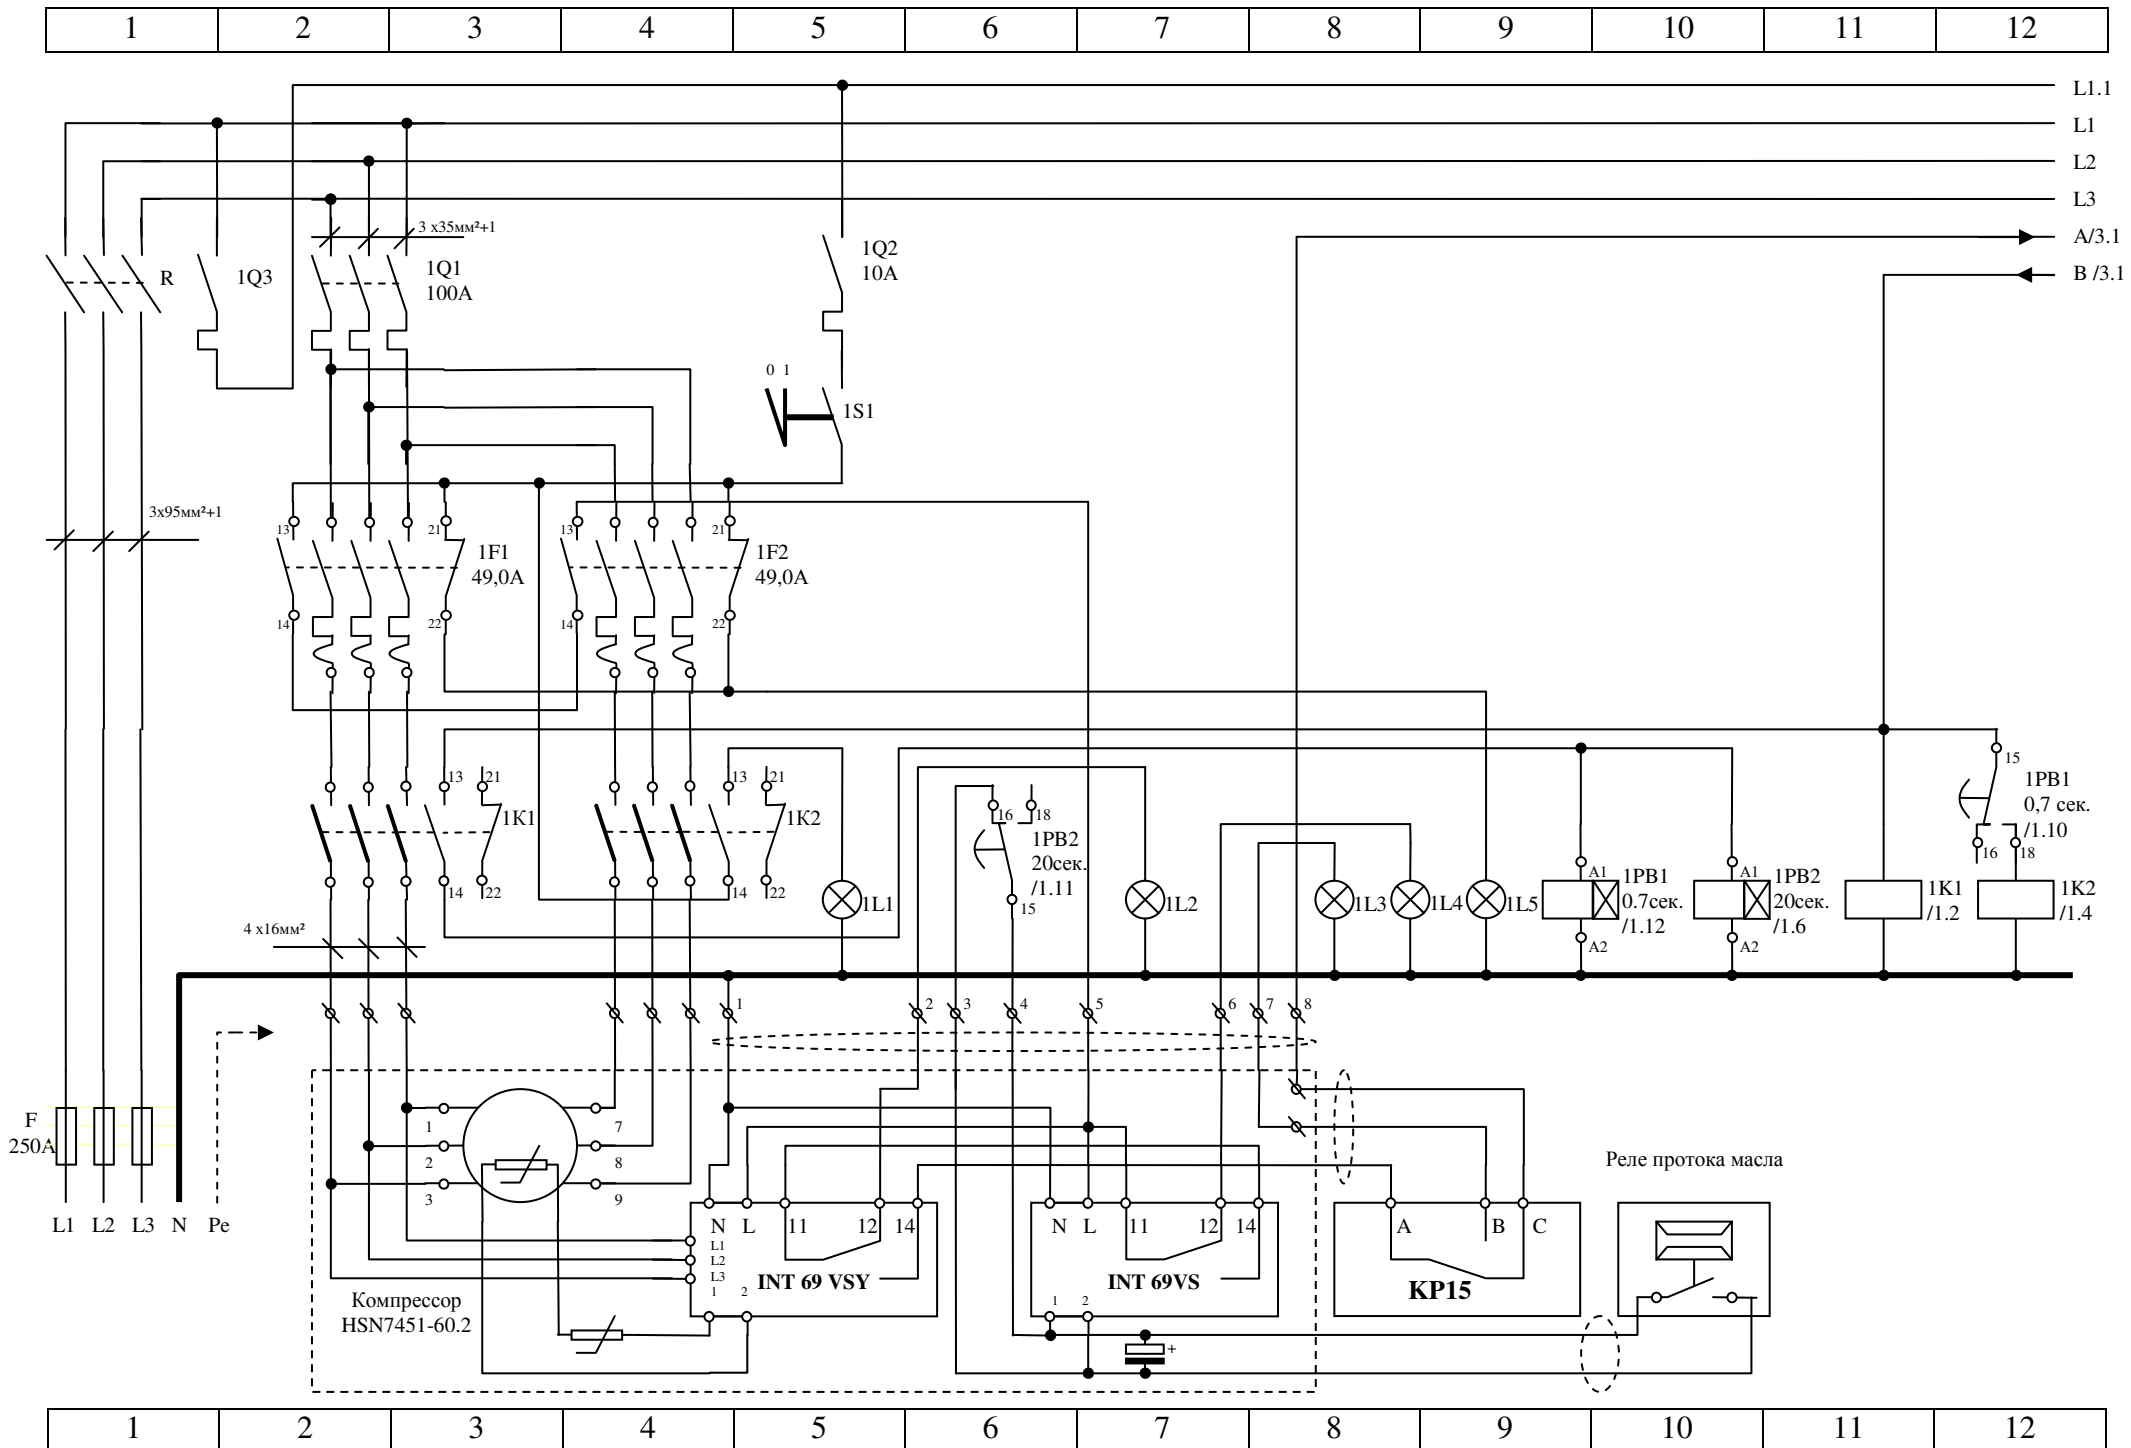 1 2 3 4 5 6 7 8 9 10 11 12
L1.1
L1
L2
L3
A/3.1
B /3.1
3 x35мм²+1
R
1Q3
1Q1
100A
1Q2
10A
0 1
1S1
3x95мм²+1
13
21
13
21
1F1
49,0A
1F2
49,0A
14
22
14
22
13
21
1K1
14
22
13
21
1K2
14
22
1L1
16
18
1PB2
20сек.
/1.11
15
1L2
1L3
1L4
1L5
A1
1PB1
0.7сек.
/1.12
A2
A1
1PB2
20сек.
/1.6
A2
1K1
/1.2
15
1PB1
0,7 сек.
/1.10
16
18
1K2
/1.4
4 x16мм²
1
2
3
4
5
6
7
8
F
250A
L1 L2 L3 N Pe
1
2
3
7
8
9
N L 11 12 14
L1
L2
L3
1 2
INT 69 VSY
N L 11 12 14
INT 69VS
1 2
+
A B C
KP15
Реле протока масла
Компрессор
HSN7451-60.2
1 2 3 4 5 6 7 8 9 10 11 12